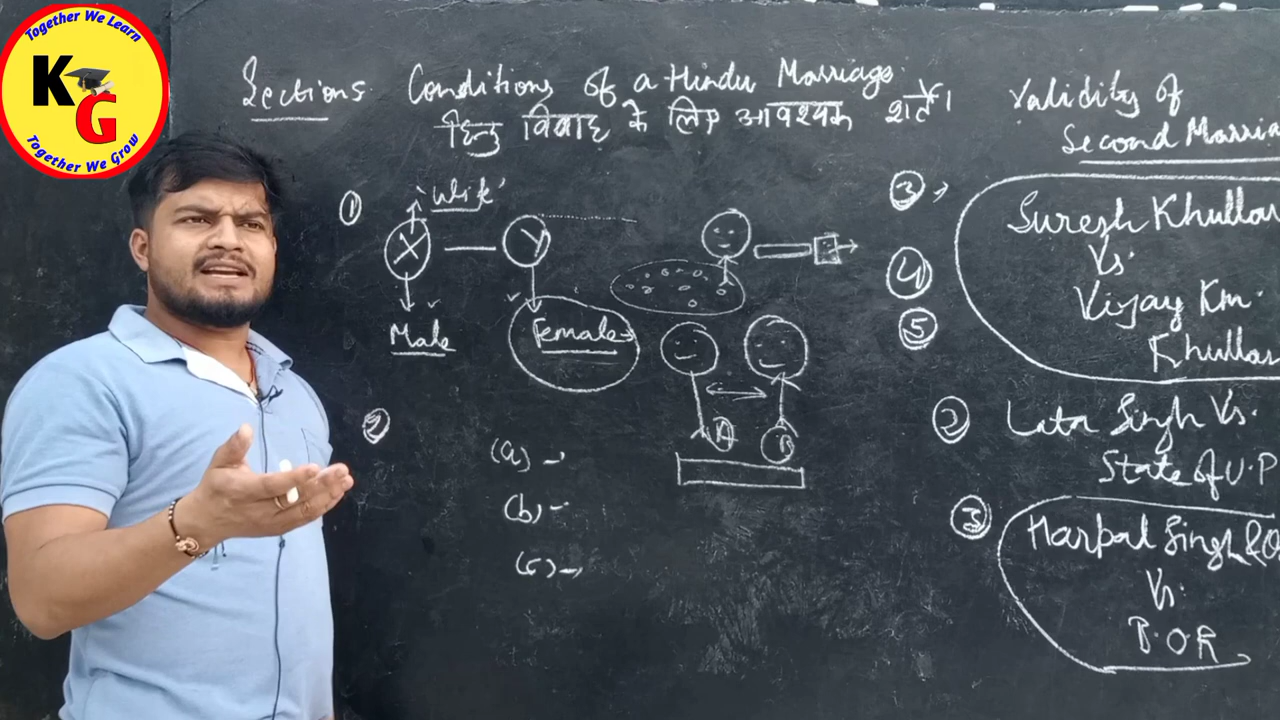 Together We Learn
KG
Together We Grow
Sections Conditions of a Hindu Marriage.
हिन्दू विवाह के लिए आवश्यक शर्तें।
Validity of
Second Marria
① 'Wife'
X — Y
Male
Female
②
(a) →
(b) -
(c) →
A
B
③,
④
⑤
Suresh Khullar
Vs.
Vijay Km.
Khullar
② Lata Singh Vs.
State of U.P
③ Harpal Singh &
Vs.
B.O.R